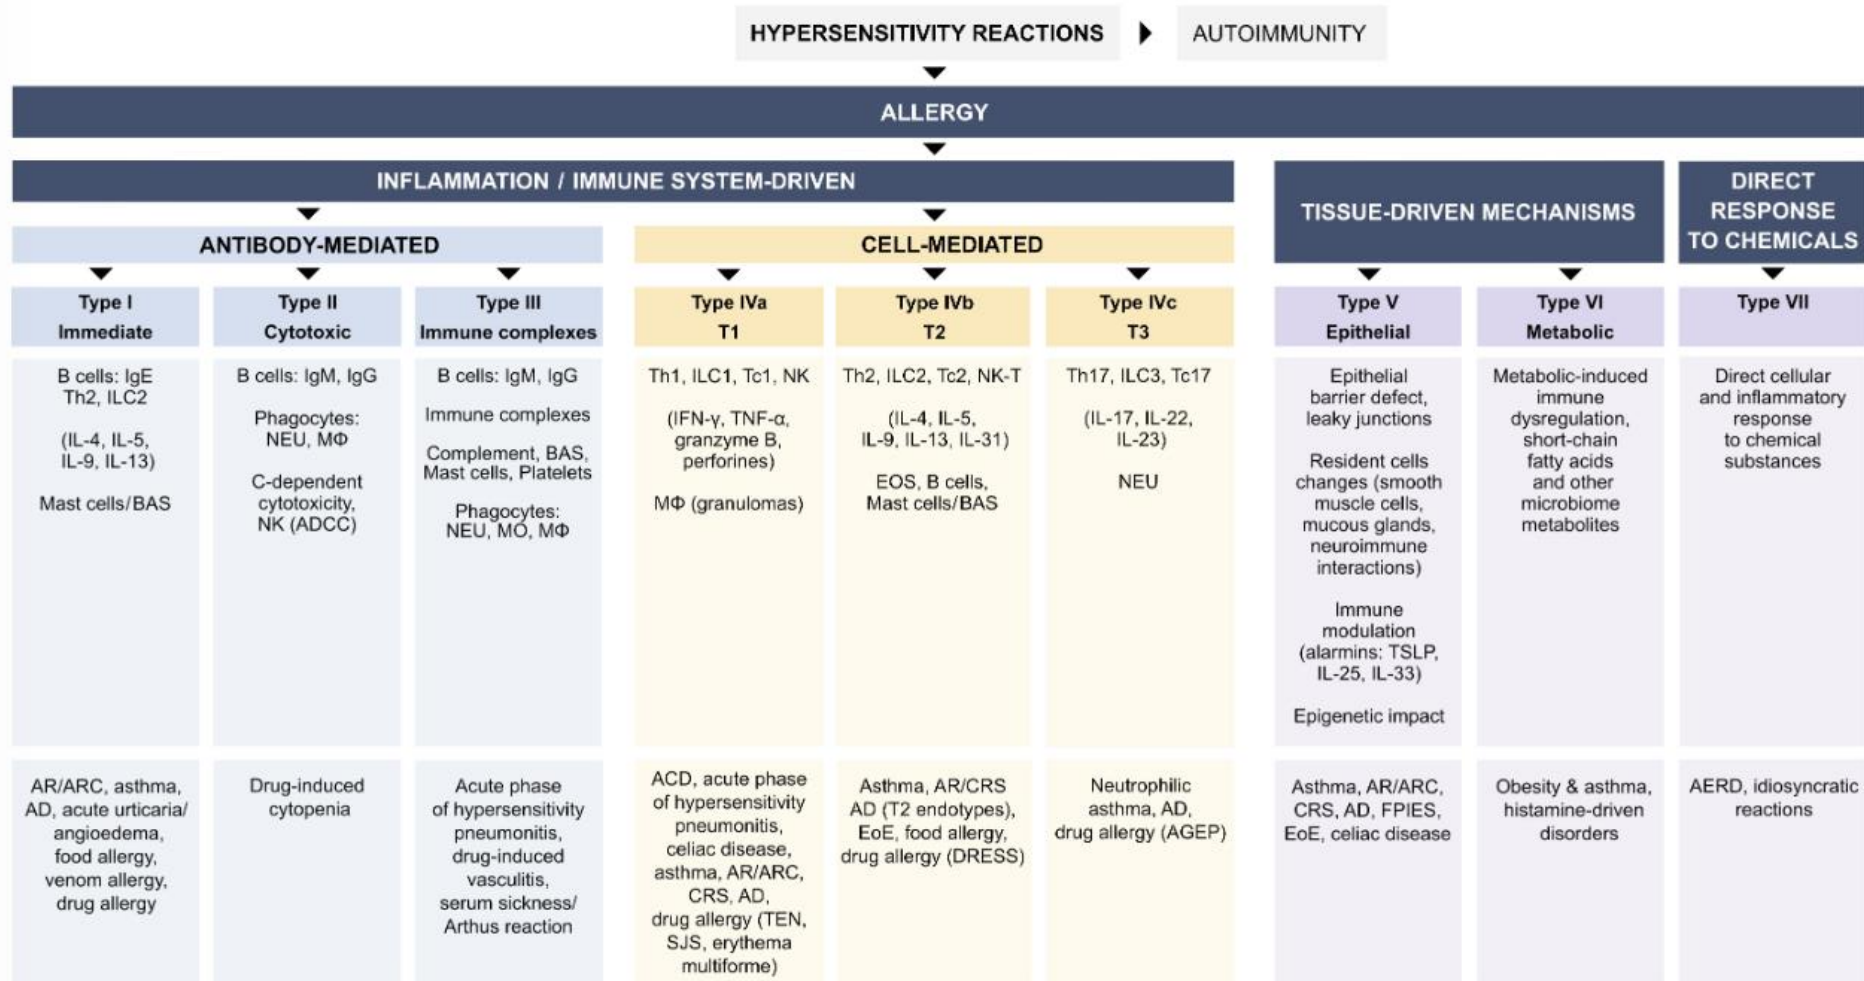 HYPERSENSITIVITY REACTIONS
AUTOIMMUNITY
ALLERGY
INFLAMMATION / IMMUNE SYSTEM-DRIVEN
TISSUE-DRIVEN MECHANISMS
DIRECT
RESPONSE
TO CHEMICALS
ANTIBODY-MEDIATED
CELL-MEDIATED
Type I
Immediate
B cells: IgE
Th2, ILC2
(IL-4, IL-5,
IL-9, IL-13)
Mast cells/BAS
AR/ARC, asthma,
AD, acute urticaria/
angioedema,
food allergy,
venom allergy,
drug allergy
Type II
Cytotoxic
B cells: IgM, IgG
Phagocytes:
NEU, MΦ
C-dependent
cytotoxicity,
NK (ADCC)
Drug-induced
cytopenia
Type III
Immune complexes
B cells: IgM, IgG
Immune complexes
Complement, BAS,
Mast cells, Platelets
Phagocytes:
NEU, MO, MΦ
Acute phase
of hypersensitivity
pneumonitis,
drug-induced
vasculitis,
serum sickness/
Arthus reaction
Type IVa
T1
Th1, ILC1, Tc1, NK
(IFN-γ, TNF-α,
granzyme B,
perforines)
MΦ (granulomas)
ACD, acute phase
of hypersensitivity
pneumonitis,
celiac disease,
asthma, AR/ARC,
CRS, AD,
drug allergy (TEN,
SJS, erythema
multiforme)
Type IVb
T2
Th2, ILC2, Tc2, NK-T
(IL-4, IL-5,
IL-9, IL-13, IL-31)
EOS, B cells,
Mast cells/BAS
Asthma, AR/CRS
AD (T2 endotypes),
EoE, food allergy,
drug allergy (DRESS)
Type IVc
T3
Th17, ILC3, Tc17
(IL-17, IL-22,
IL-23)
NEU
Neutrophilic
asthma, AD,
drug allergy (AGEP)
Type V
Epithelial
Epithelial
barrier defect,
leaky junctions
Resident cells
changes (smooth
muscle cells,
mucous glands,
neuroimmune
interactions)
Immune
modulation
(alarmins: TSLP,
IL-25, IL-33)
Epigenetic impact
Asthma, AR/ARC,
CRS, AD, FPIES,
EoE, celiac disease
Type VI
Metabolic
Metabolic-induced
immune
dysregulation,
short-chain
fatty acids
and other
microbiome
metabolites
Obesity & asthma,
histamine-driven
disorders
Type VII
Direct cellular
and inflammatory
response
to chemical
substances
AERD, idiosyncratic
reactions